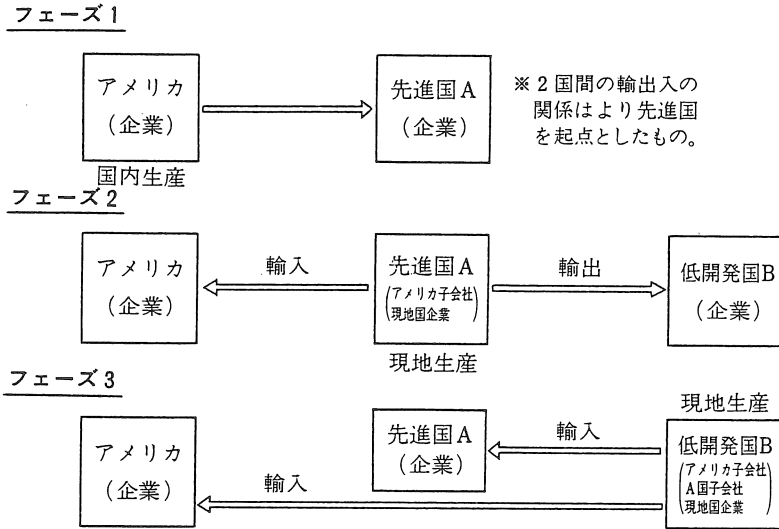 フェーズ1
アメリカ
(企業)
国内生産
先進国A
(企業)
※2国間の輸出入の
関係はより先進国
を起点としたもの。
フェーズ2
アメリカ
(企業)
輸入
先進国A
(アメリカ子会社
現地国企業)
現地生産
輸出
低開発国B
(企業)
フェーズ3
アメリカ
(企業)
先進国A
(企業)
輸入
輸入
現地生産
低開発国B
(アメリカ子会社
A国子会社
現地国企業)